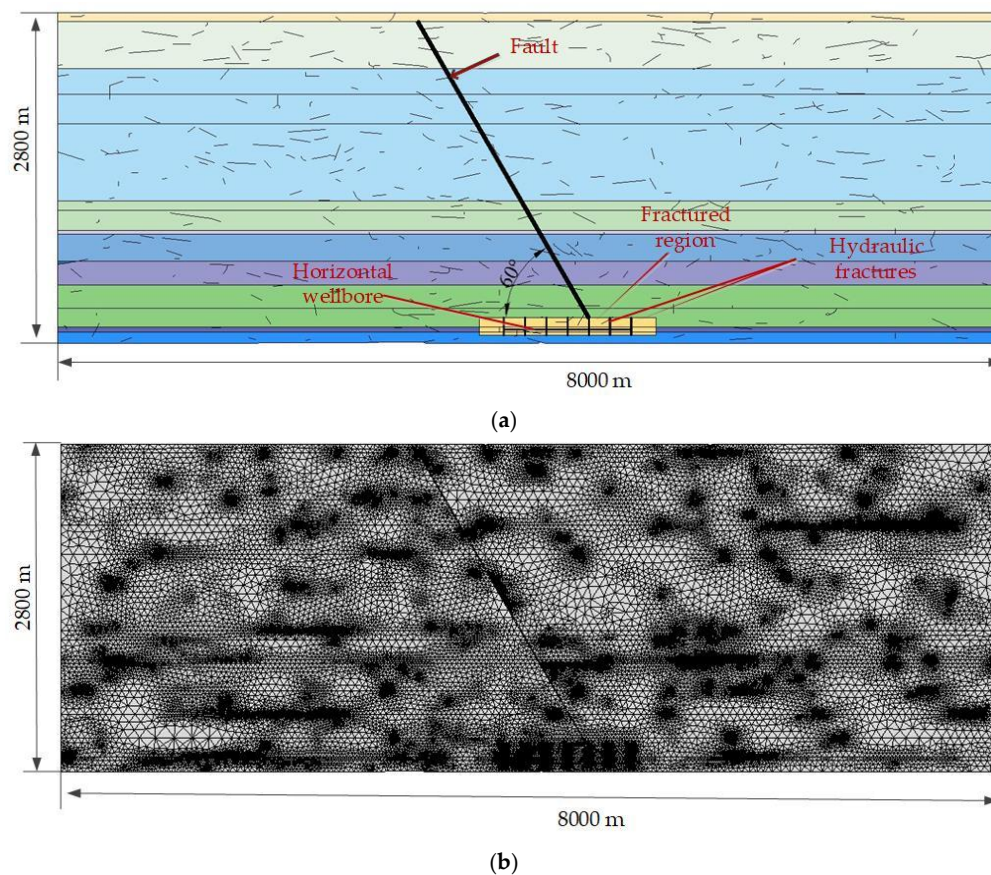 Fault
2800 m
Fractured
region
Hydraulic
fractures
60°
Horizontal
wellbore
8000 m
(a)
2800 m
8000 m
(b)